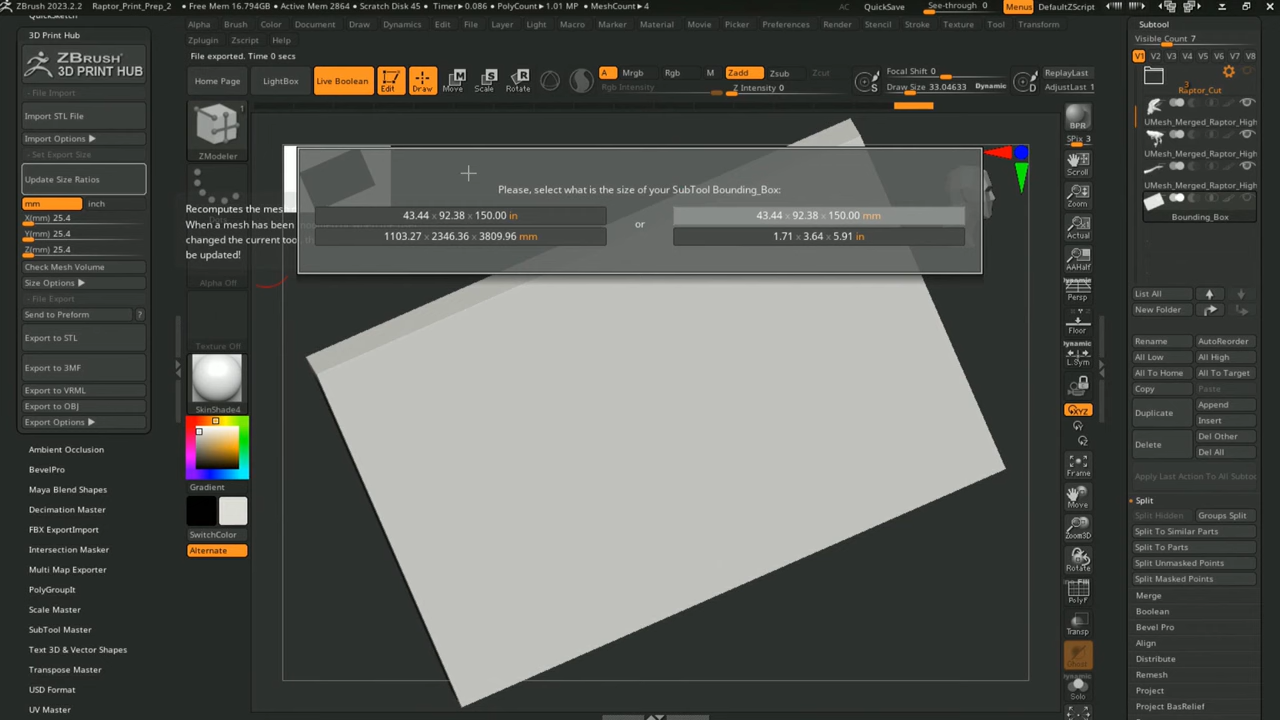 ZBrush 2023.2.2
Raptor_Print_Prep_2
• Free Mem 16.794GB • Active Mem 2864 • Scratch Disk 45 • Timer▶0.086 • PolyCount▶1.01 MP • MeshCount▶4
AC
QuickSave
See-through 0
Menus
DefaultZScript
Alpha Brush Color Document Draw Dynamics Edit File Layer Light Macro Marker Material Movie Picker Preferences Render Stencil Stroke Texture Tool Transform
Zplugin Zscript Help
File exported. Time 0 secs
3D Print Hub
ZBRUSH
3D PRINT HUB
File Import
Import STL File
Import Options ▶
Set Export Size
Update Size Ratios
mm
inch
X(mm) 25.4
Y(mm) 25.4
Z(mm) 25.4
Check Mesh Volume
Size Options ▶
File Export
Send to Preform
?
Export to STL
Export to 3MF
Export to VRML
Export to OBJ
Export Options ▶
Ambient Occlusion
BevelPro
Maya Blend Shapes
Decimation Master
FBX ExportImport
Intersection Masker
Multi Map Exporter
PolyGroupIt
Scale Master
SubTool Master
Text 3D & Vector Shapes
Transpose Master
USD Format
UV Master
Home Page
LightBox
Live Boolean
Edit
Draw
Move
Scale
Rotate
A
Mrgb
Rgb
M
Rgb Intensity
Zadd
Zsub
Zcut
Z Intensity 0
Focal Shift 0
Draw Size 33.04633
Dynamic
S
D
ReplayLast
AdjustLast 1
1
ZModeler
Recomputes the mesh
When a mesh has been
changed the current too
be updated!
Alpha Off
Texture Off
SkinShade4
Gradient
SwitchColor
Alternate
Please, select what is the size of your SubTool Bounding_Box:
43.44 x 92.38 x 150.00 in
1103.27 x 2346.36 x 3809.96 mm
or
43.44 x 92.38 x 150.00 mm
1.71 x 3.64 x 5.91 in
BPR
SPix 3
Scroll
Zoom
Actual
AAHalf
Persp
Floor
L.Sym
XYZ
Y
Z
Frame
Move
Zoom3D
Rotate
PolyF
Transp
Ghost
Dynamic
Solo
Subtool
Visible Count 7
V1 V2 V3 V4 V5 V6 V7 V8
3
Raptor_Cut
UMesh_Merged_Raptor_High
UMesh_Merged_Raptor_High
UMesh_Merged_Raptor_High
Bounding_Box
List All
New Folder
Rename
AutoReorder
All Low
All High
All To Home
All To Target
Copy
Paste
Duplicate
Append
Insert
Delete
Del Other
Del All
Apply Last Action To All Subtoo
Split
Split Hidden
Groups Split
Split To Similar Parts
Split To Parts
Split Unmasked Points
Split Masked Points
Merge
Boolean
Bevel Pro
Align
Distribute
Remesh
Project
Project BasRelief